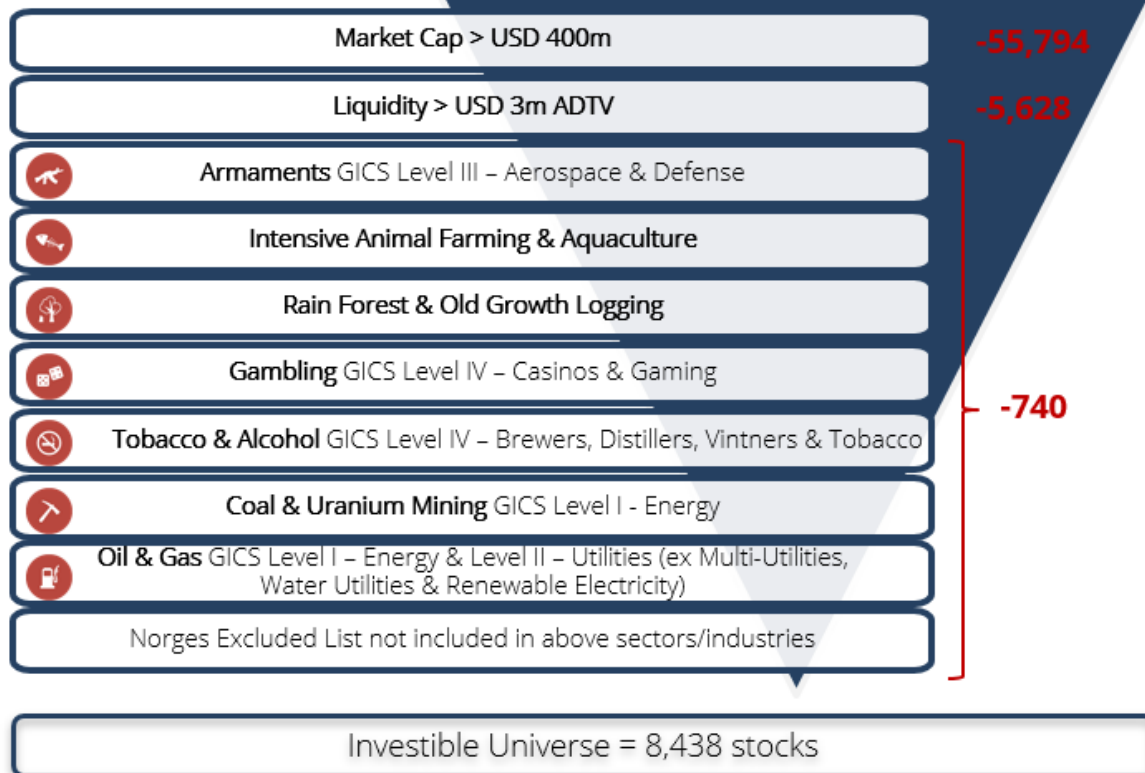 Market Cap > USD 400m
-55,794
Liquidity > USD 3m ADTV
-5,628
Armaments GICS Level III – Aerospace & Defense
Intensive Animal Farming & Aquaculture
Rain Forest & Old Growth Logging
Gambling GICS Level IV – Casinos & Gaming
-740
Tobacco & Alcohol GICS Level IV – Brewers, Distillers, Vintners & Tobacco
Coal & Uranium Mining GICS Level I - Energy
Oil & Gas GICS Level I – Energy & Level II – Utilities (ex Multi-Utilities,
Water Utilities & Renewable Electricity)
Norges Excluded List not included in above sectors/industries
Investible Universe = 8,438 stocks